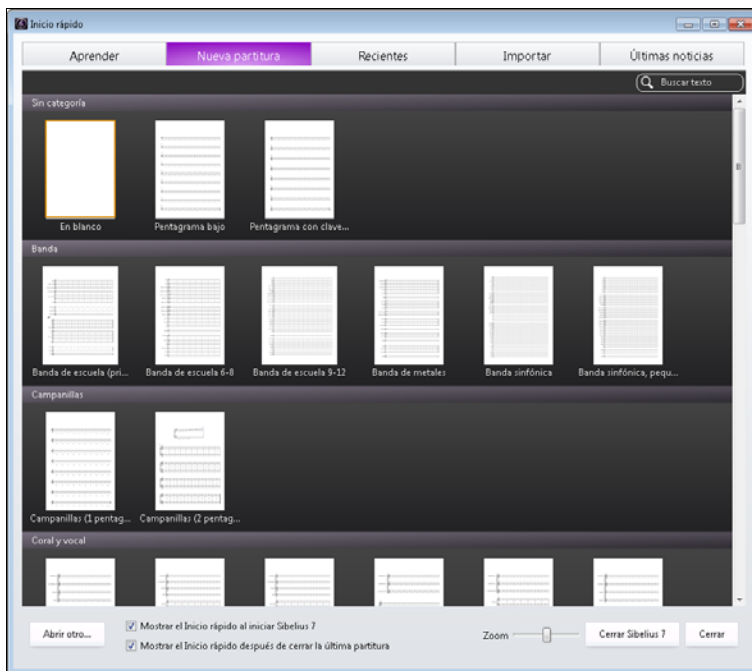 Inicio rápido
Aprender
Nueva partitura
Recientes
Importar
Últimas noticias
Buscar texto
Sin categoría
En blanco
Pentagrama bajo
Pentagrama con clave...
Banda
Banda de escuela (pri...
Banda de escuela 6-8
Banda de escuela 9-12
Banda de metales
Banda sinfónica
Banda sinfónica, pequ...
Campanillas
Campanillas (1 pentag...
Campanillas (2 pentag...
Coral y vocal
Abrir otro...
Mostrar el Inicio rápido al iniciar Sibelius 7
Mostrar el Inicio rápido después de cerrar la última partitura
Zoom
Cerrar Sibelius 7
Cerrar